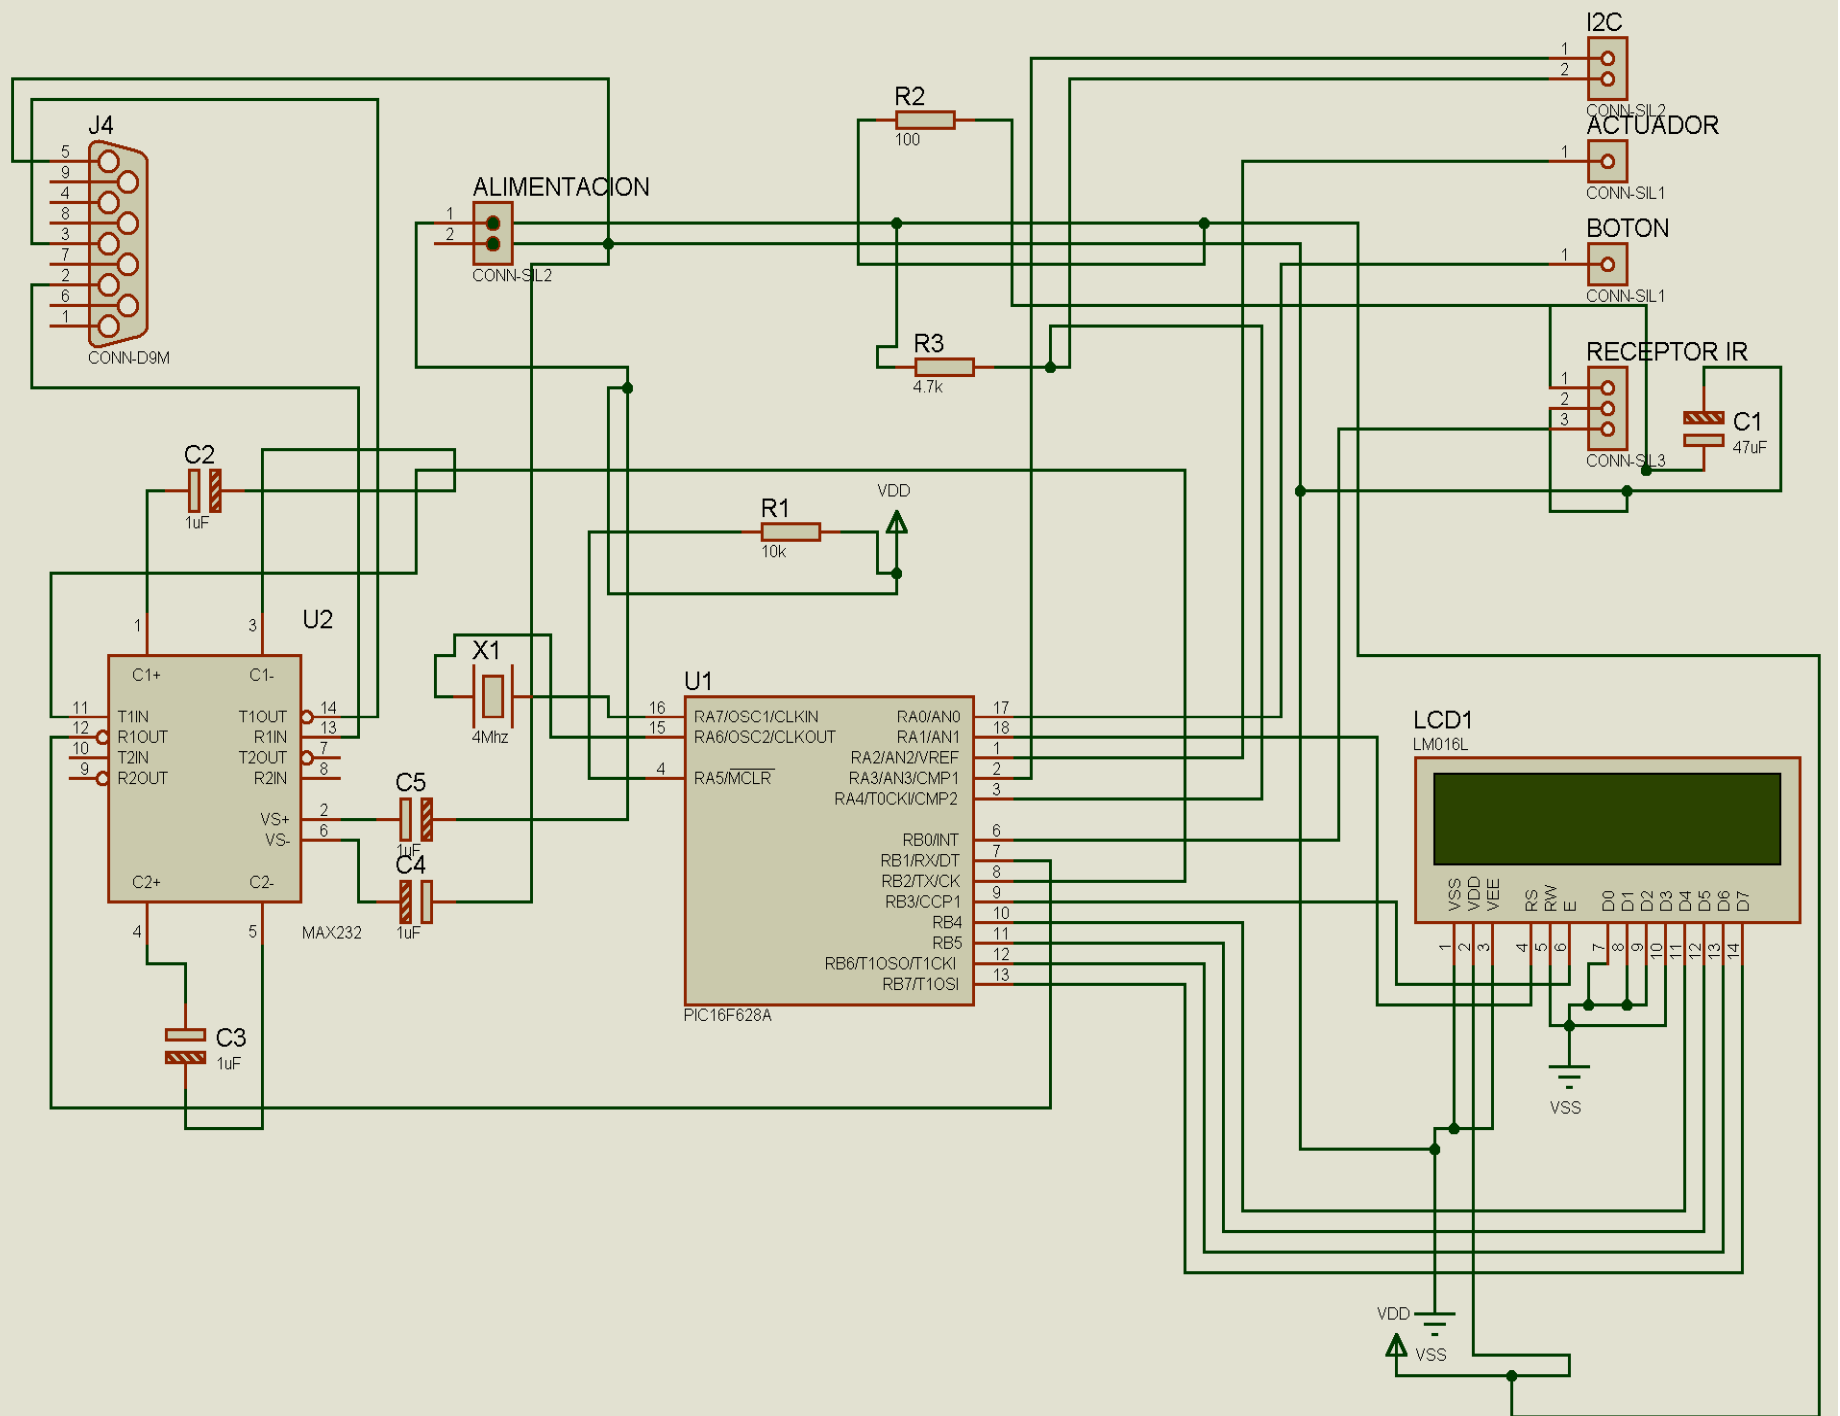 I2C
1
2
CONN-SIL2
ACTUADOR
1
CONN-SIL1
BOTON
1
CONN-SIL1
RECEPTOR IR
1
2
3
CONN-SIL3
C1
47uF
R2
100
J4
5
9
4
8
3
7
2
6
1
CONN-D9M
ALIMENTACION
1
2
CONN-SIL2
R3
4.7k
C2
1uF
R1
10k
VDD
U2
1
3
C1+
C1-
11
T1IN
T1OUT
14
12
R1OUT
R1IN
13
10
T2IN
T2OUT
7
9
R2OUT
R2IN
8
VS+
2
VS-
6
C2+
C2-
4
5
MAX232
C5
1uF
C4
1uF
C3
1uF
X1
4Mhz
U1
16
RA7/OSC1/CLKIN
RA0/AN0
17
15
RA6/OSC2/CLKOUT
RA1/AN1
18
RA2/AN2/VREF
1
4
RA5/MCLR
RA3/AN3/CMP1
2
RA4/T0CKI/CMP2
3
RB0/INT
6
RB1/RX/DT
7
RB2/TX/CK
8
RB3/CCP1
9
RB4
10
RB5
11
RB6/T1OSO/T1CKI
12
RB7/T1OSI
13
PIC16F628A
LCD1
LM016L
VSS
VDD
VEE
RS
RW
E
D0
D1
D2
D3
D4
D5
D6
D7
1
2
3
4
5
6
7
8
9
10
11
12
13
14
VSS
VDD
VSS